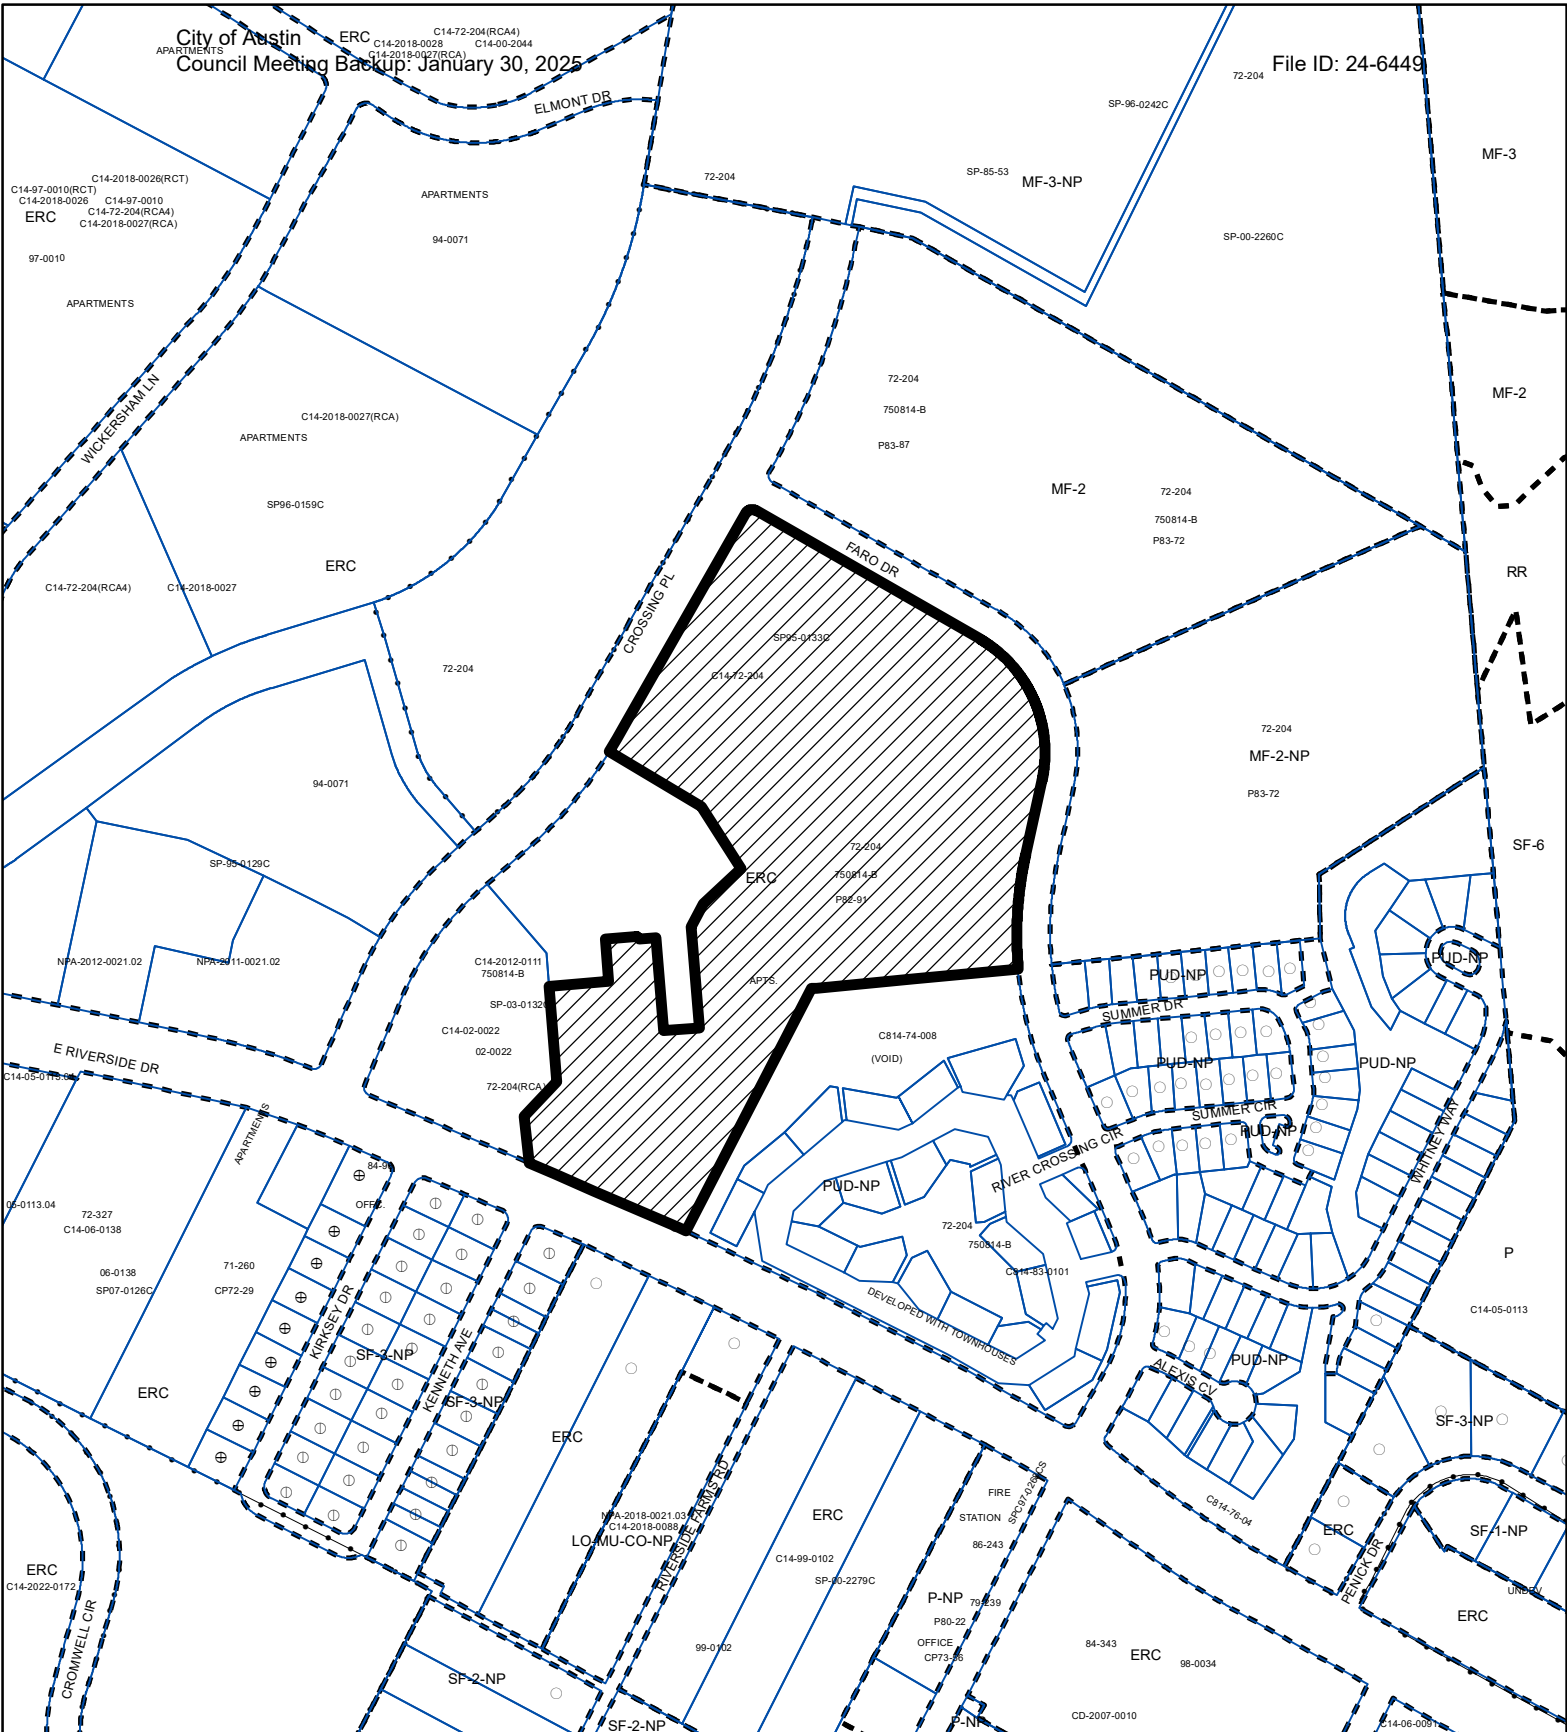 City of Austin
Council Meeting Backup: January 30, 2025
File ID: 24-6449
APARTMENTS
ERC
C14-72-204(RCA4)
C14-2018-0028
C14-00-2044
C14-2018-0027(RCA)
ELMONT DR
72-204
SP-96-0242C
MF-3
SP-85-53
MF-3-NP
72-204
SP-00-2260C
C14-2018-0026(RCT)
C14-97-0010(RCT)
C14-2018-0026
C14-97-0010
ERC
C14-72-204(RCA4)
C14-2018-0027(RCA)
97-0010
APARTMENTS
APARTMENTS
94-0071
WICKERSHAM LN
C14-2018-0027(RCA)
APARTMENTS
SP96-0159C
ERC
C14-72-204(RCA4)
C14-2018-0027
72-204
750814-B
P83-87
MF-2
72-204
750814-B
P83-72
MF-2
RR
FARO DR
CROSSING PL
SP95-0133C
C14-72-204
72-204
72-204
MF-2-NP
P83-72
SF-6
94-0071
SP-95-0129C
72-204
ERC
750814-B
P82-91
NPA-2012-0021.02
NPA-2011-0021.02
C14-2012-0111
750814-B
SP-03-0132C
C14-02-0022
02-0022
72-204(RCA)
APTS.
C814-74-008
(VOID)
PUD-NP
SUMMER DR
PUD-NP
SUMMER CIR
PUD-NP
PUD-NP
PUD-NP
WHITNEY WAY
E RIVERSIDE DR
C14-05-0113.04
APARTMENTS
84-9
OFFC.
05-0113.04
72-327
C14-06-0138
06-0138
SP07-0126C
71-260
CP72-29
KIRKSEY DR
SF-3-NP
KENNETH AVE
SF-3-NP
ERC
RIVER CROSSING CIR
PUD-NP
72-204
750814-B
C814-83-0101
DEVELOPED WITH TOWNHOUSES
P
C14-05-0113
ALEXIS CV
PUD-NP
SF-3-NP
ERC
NPA-2018-0021.03
C14-2018-0088
LO-MU-CO-NP
RIVERSIDE FARMS RD
ERC
C14-99-0102
SP-00-2279C
99-0102
FIRE
STATION
86-243
P-NP
79-239
P80-22
OFFICE
CP73-56
C814-76-04
ERC
PENICK DR
SF-1-NP
UNDEV
ERC
84-343
ERC
98-0034
CD-2007-0010
C14-06-0091
P-NP
ERC
C14-2022-0172
CROMWELL CIR
SF-2-NP
SF-2-NP